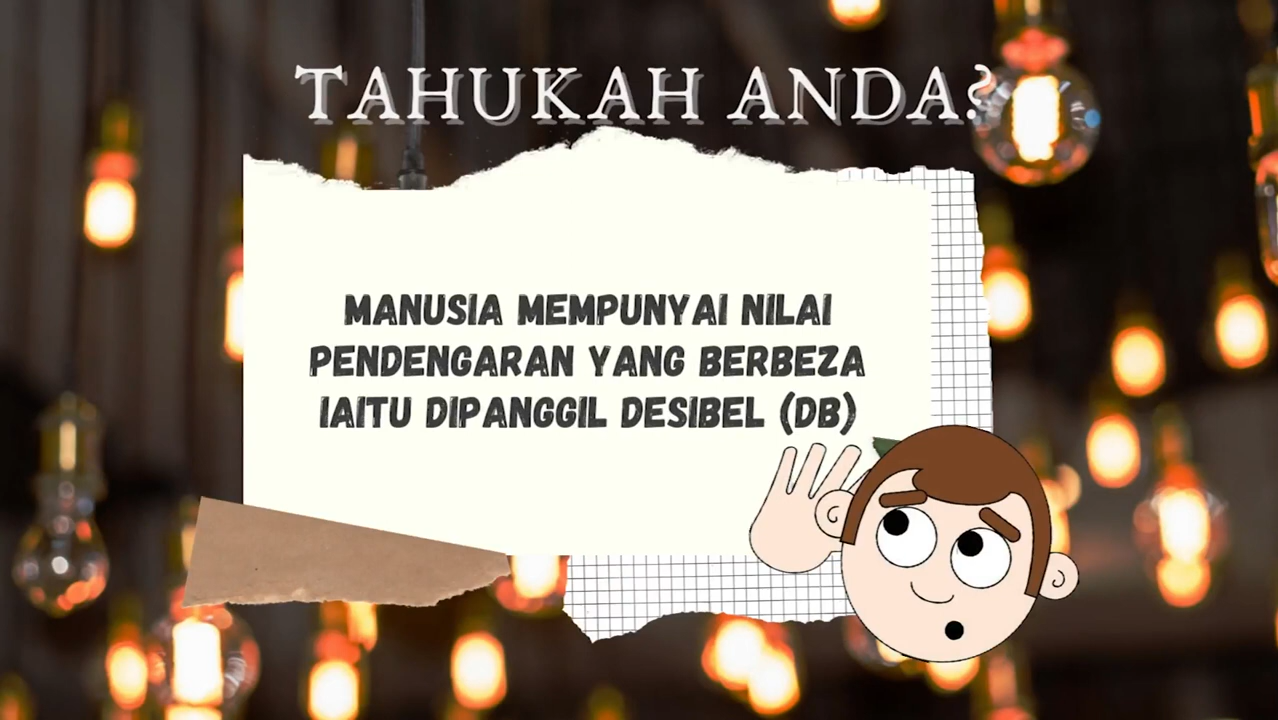 TAHUKAH ANDA?
MANUSIA MEMPUNYAI NILAI
PENDENGARAN YANG BERBEZA
IAITU DIPANGGIL DESIBEL (DB)